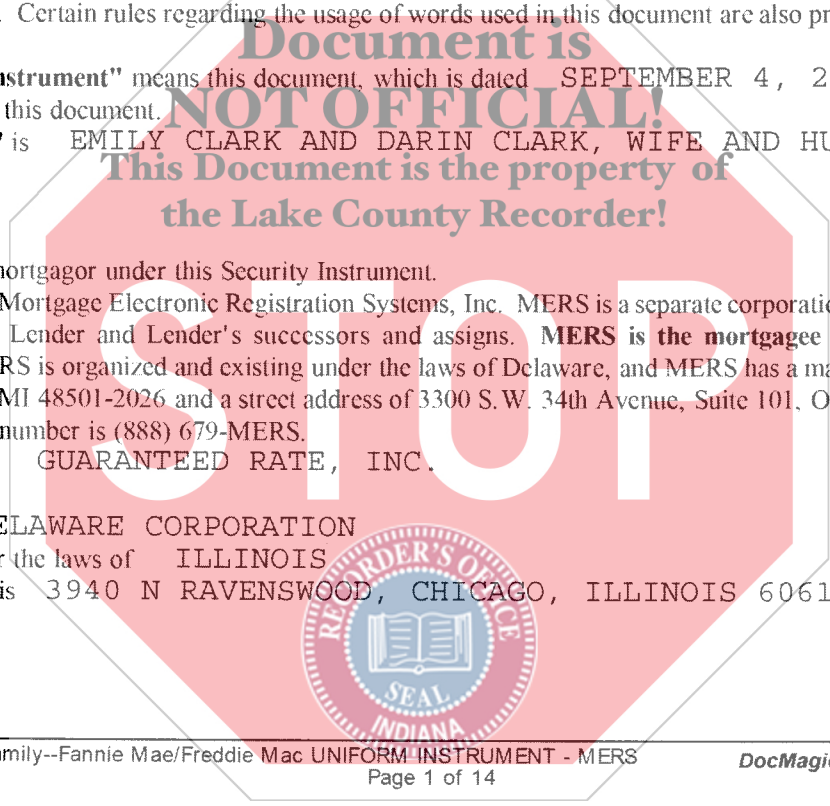 . Certain rules regarding the usage of words used in this document are also pr
Document is
nstrument" means this document, which is dated SEPTEMBER 4, 2
NOT OFFICIAL!
this document.
" is EMILY CLARK AND DARIN CLARK, WIFE AND HU
This Document is the property of
the Lake County Recorder!
nortgagor under this Security Instrument.
Mortgage Electronic Registration Systems, Inc. MERS is a separate corporatio
Lender and Lender's successors and assigns. MERS is the mortgagee
RS is organized and existing under the laws of Delaware, and MERS has a ma
MI 48501-2026 and a street address of 3300 S.W. 34th Avenue, Suite 101, O
number is (888) 679-MERS.
STOP
GUARANTEED RATE, INC.
ELAWARE CORPORATION
r the laws of ILLINOIS
is 3940 N RAVENSWOOD, CHICAGO, ILLINOIS 6061
RECORDER'S OFFICE
SEAL
INDIANA
mily--Fannie Mae/Freddie Mac UNIFORM INSTRUMENT - MERS DocMagic
Page 1 of 14